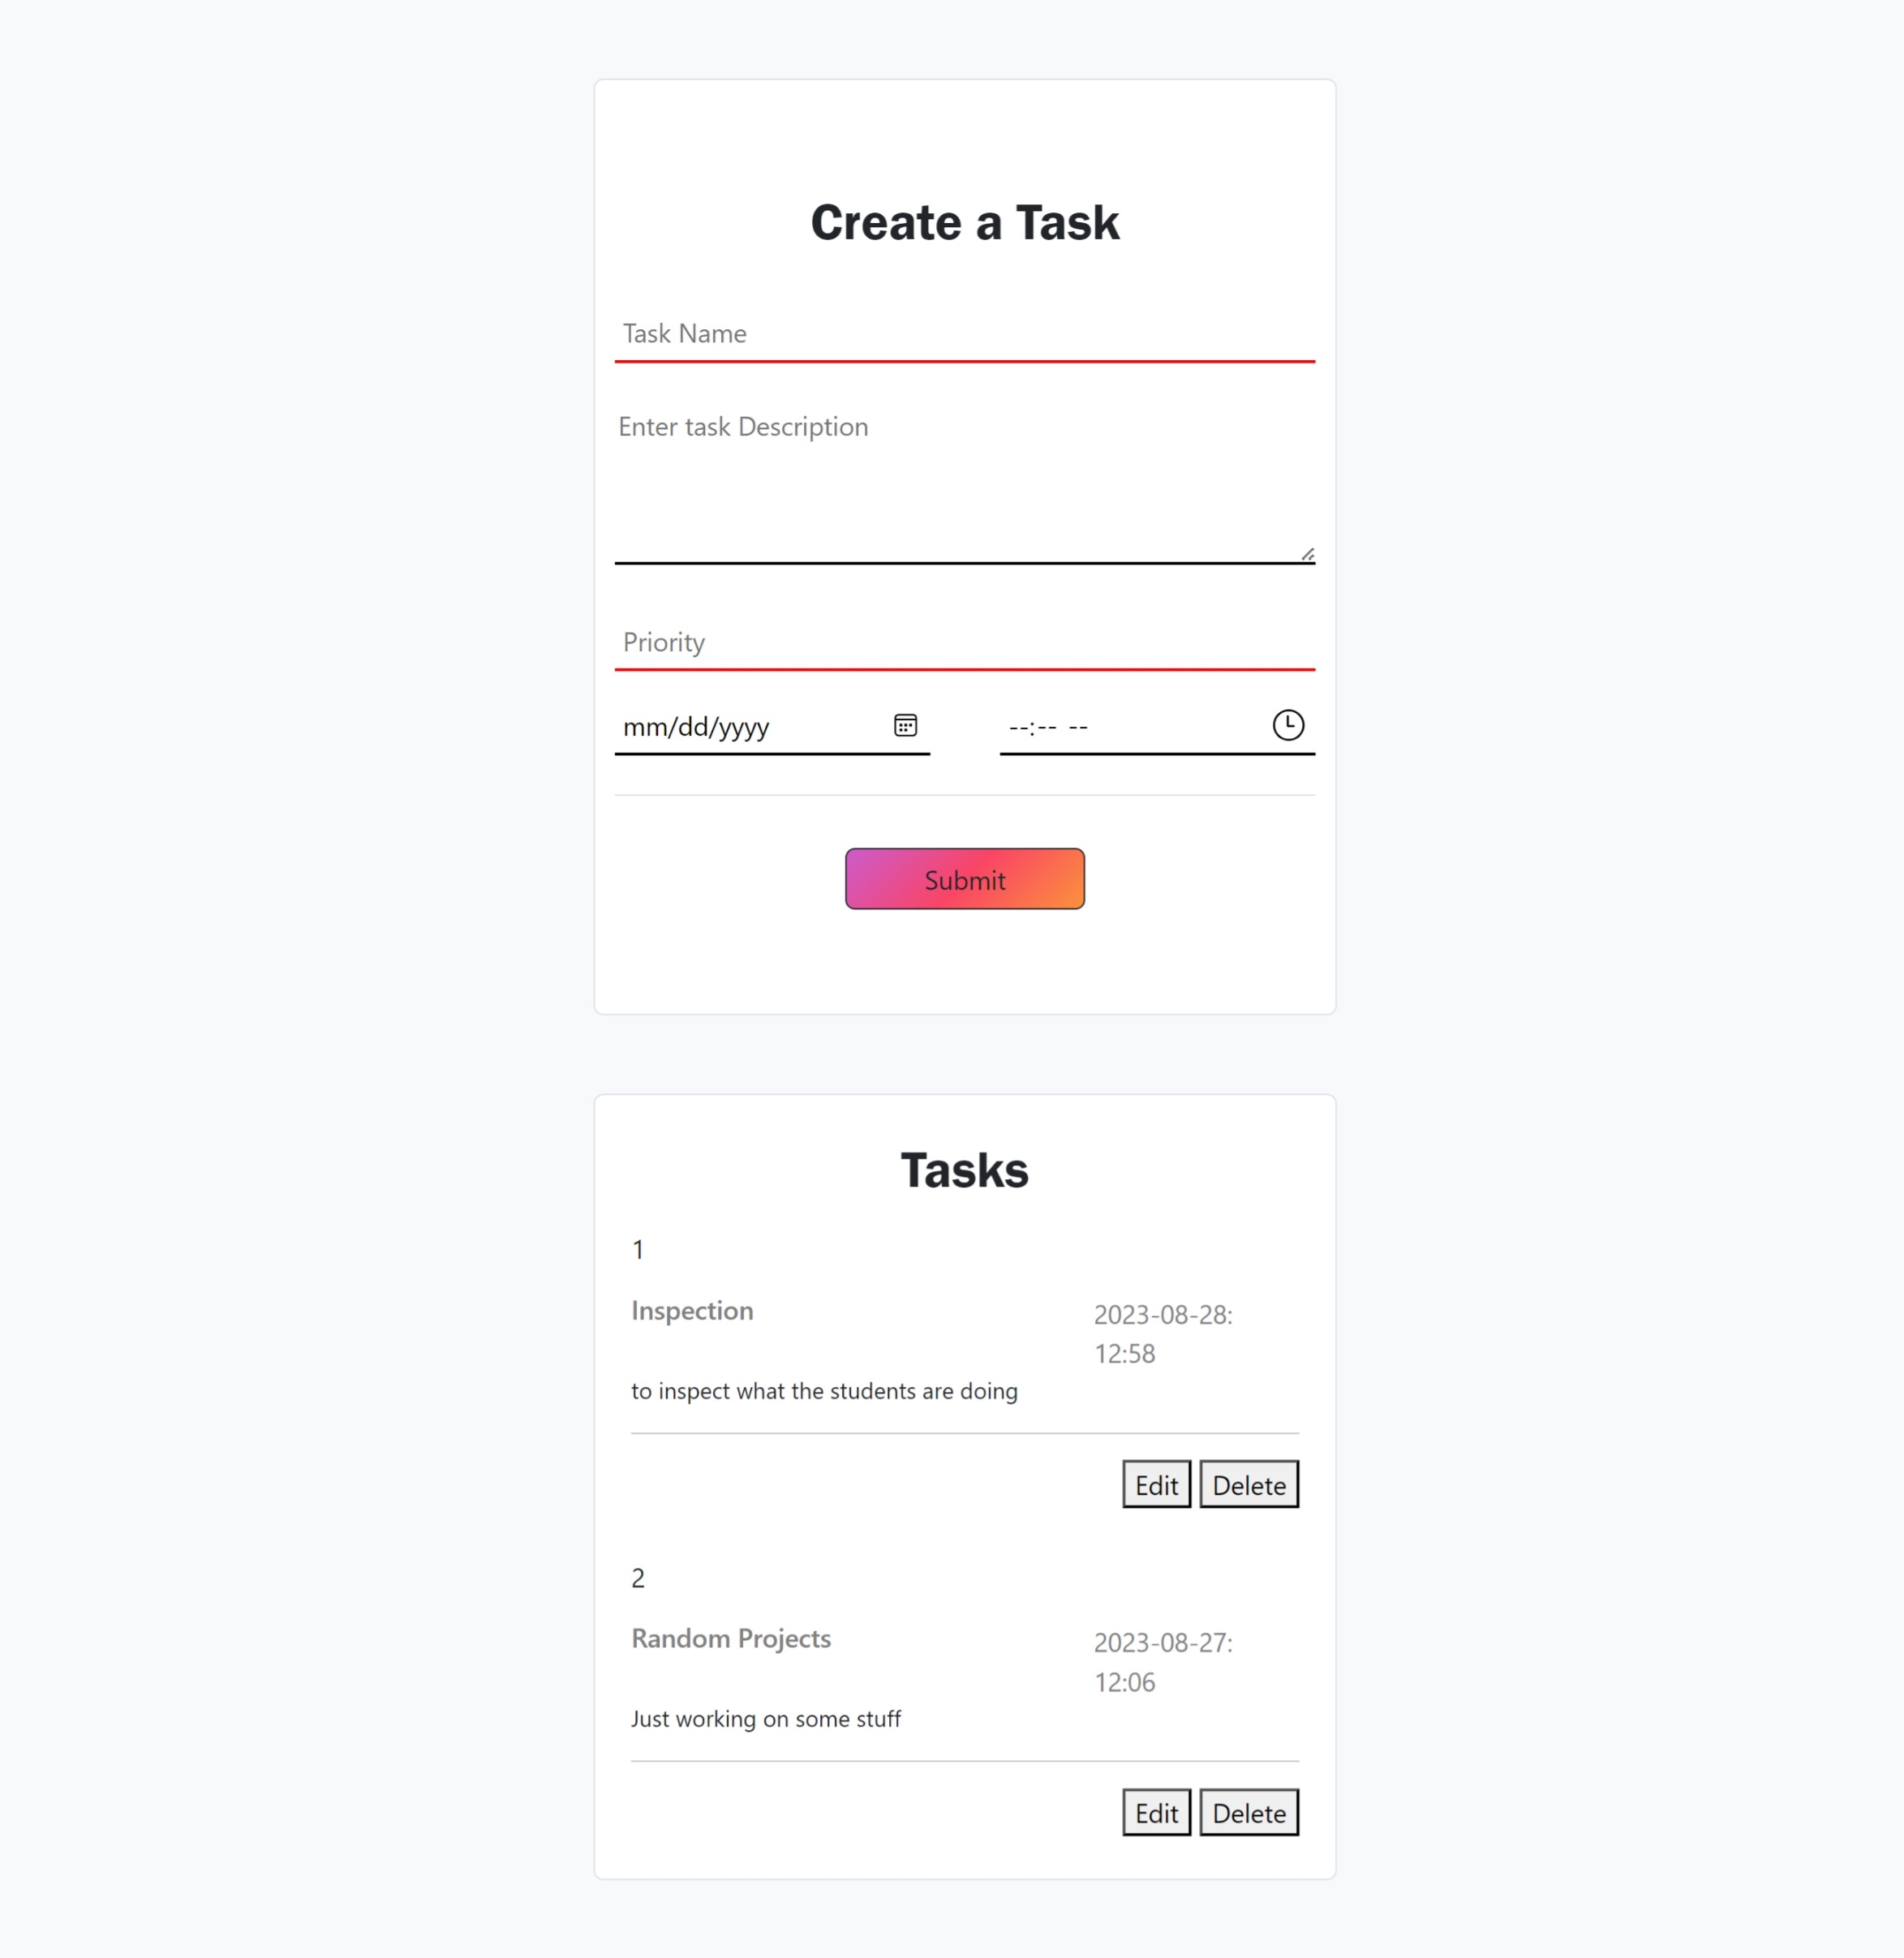 Create a Task
Task Name
Enter task Description
Priority
mm/dd/yyyy --:-- --
Submit
Tasks
1
Inspection 2023-08-28:
12:58
to inspect what the students are doing
Edit Delete
2
Random Projects 2023-08-27:
12:06
Just working on some stuff
Edit Delete